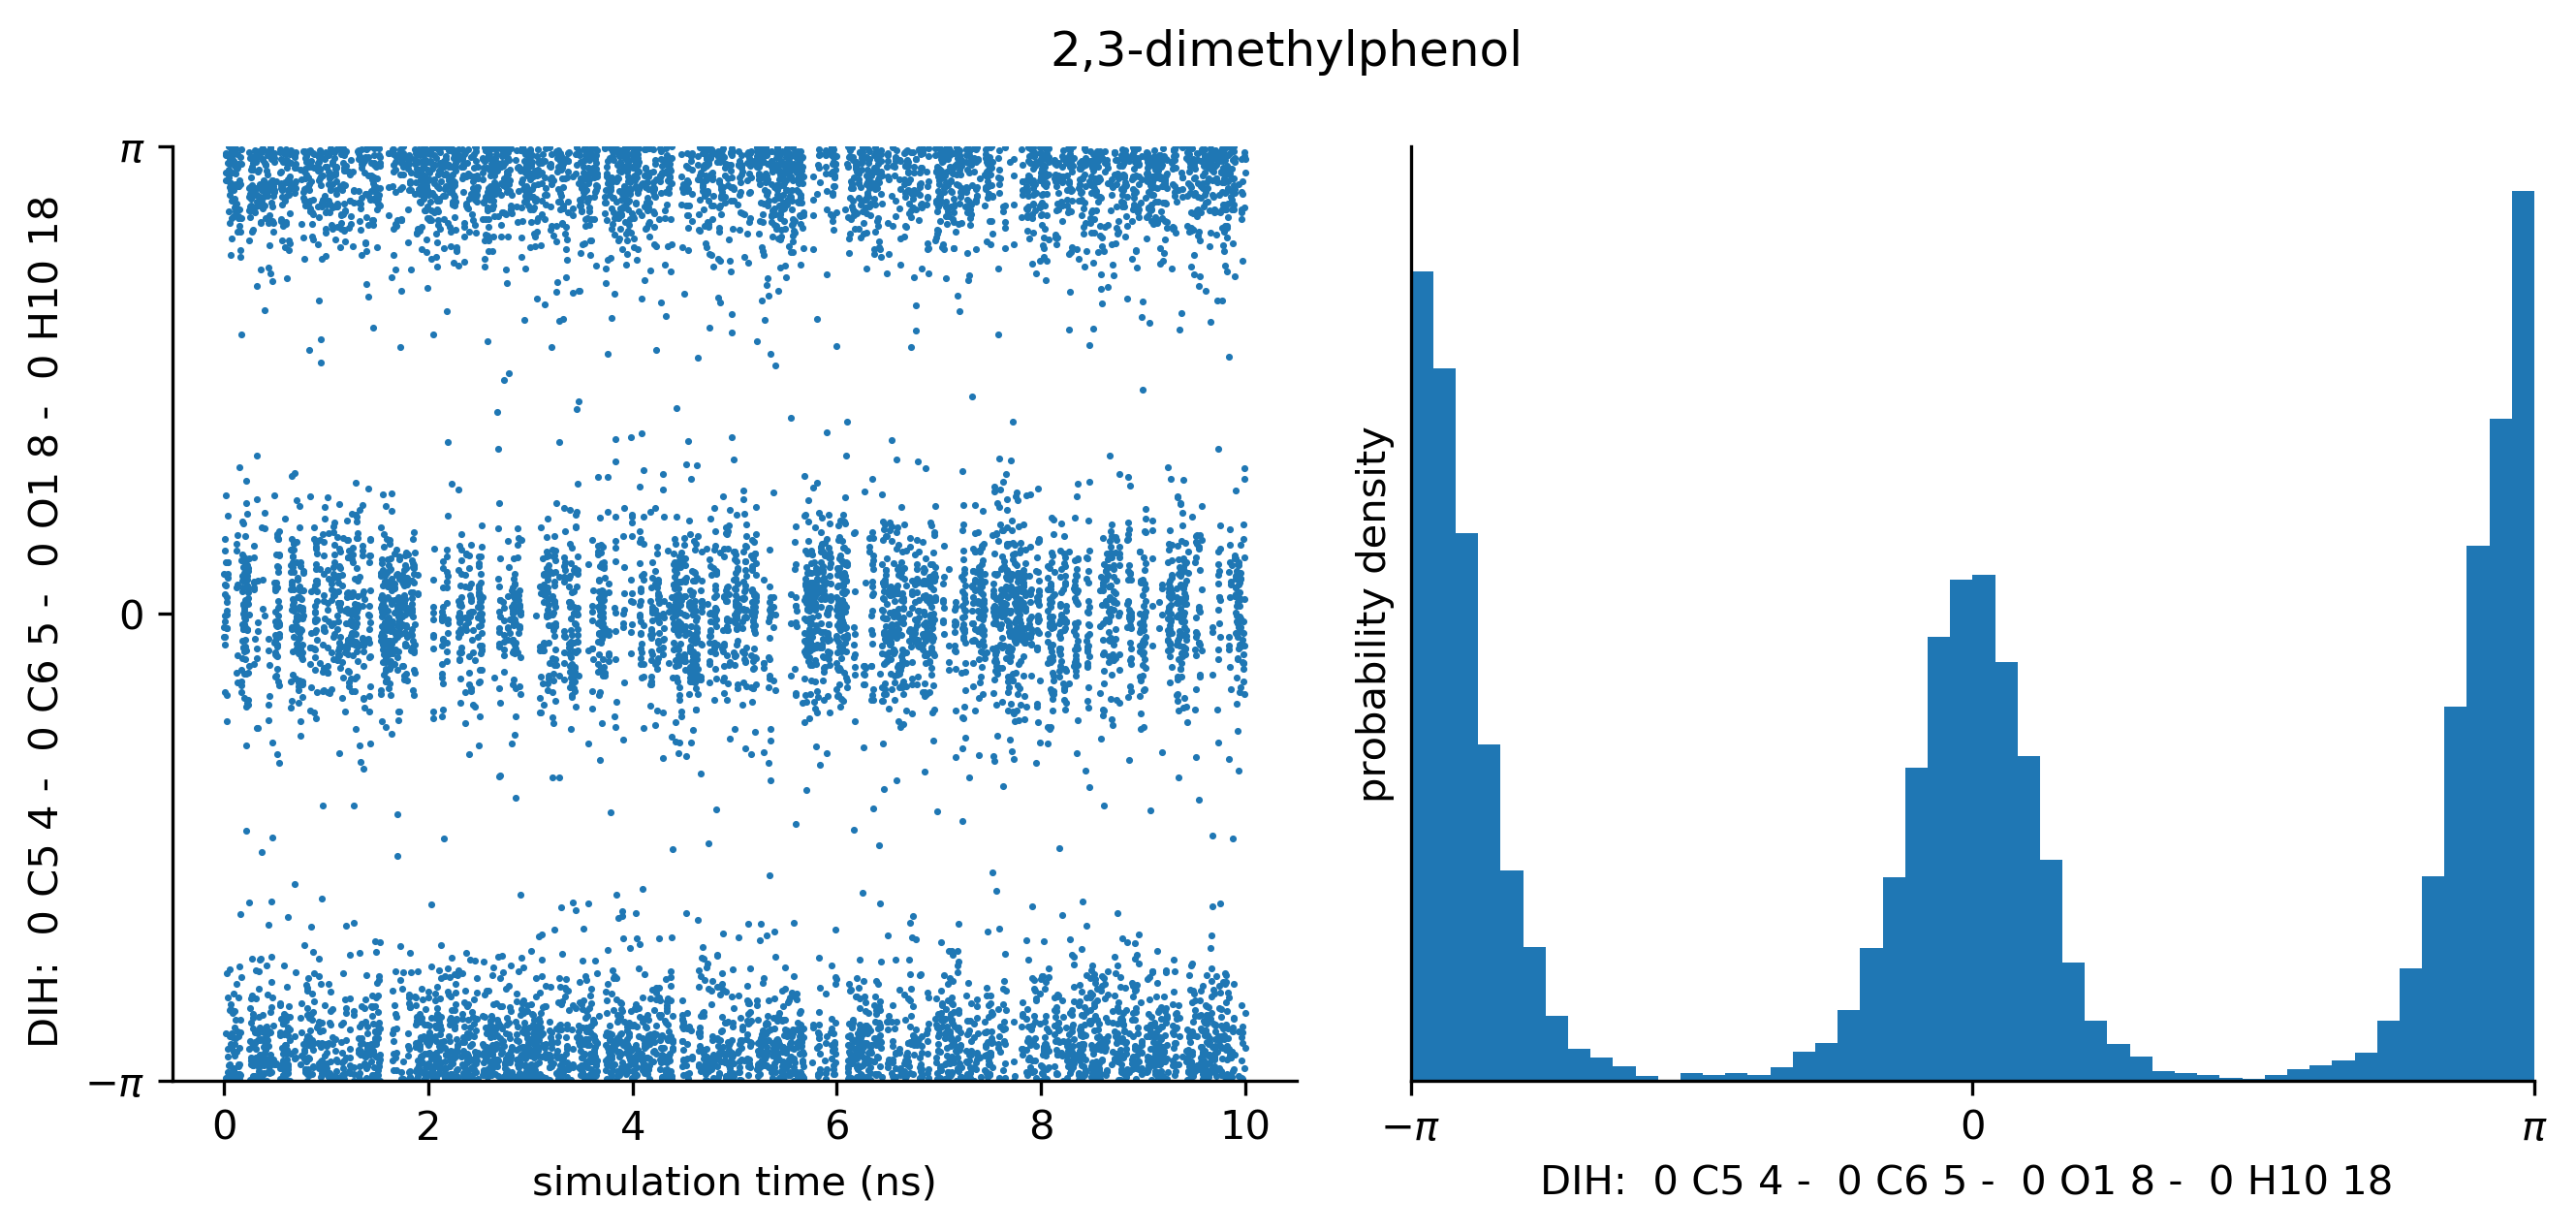 2,3-dimethylphenol
π
0
−π
DIH:  0 C5 4 -  0 C6 5 -  0 O1 8 -  0 H10 18
0 2 4 6 8 10
simulation time (ns)
probability density
−π 0 π
DIH:  0 C5 4 -  0 C6 5 -  0 O1 8 -  0 H10 18